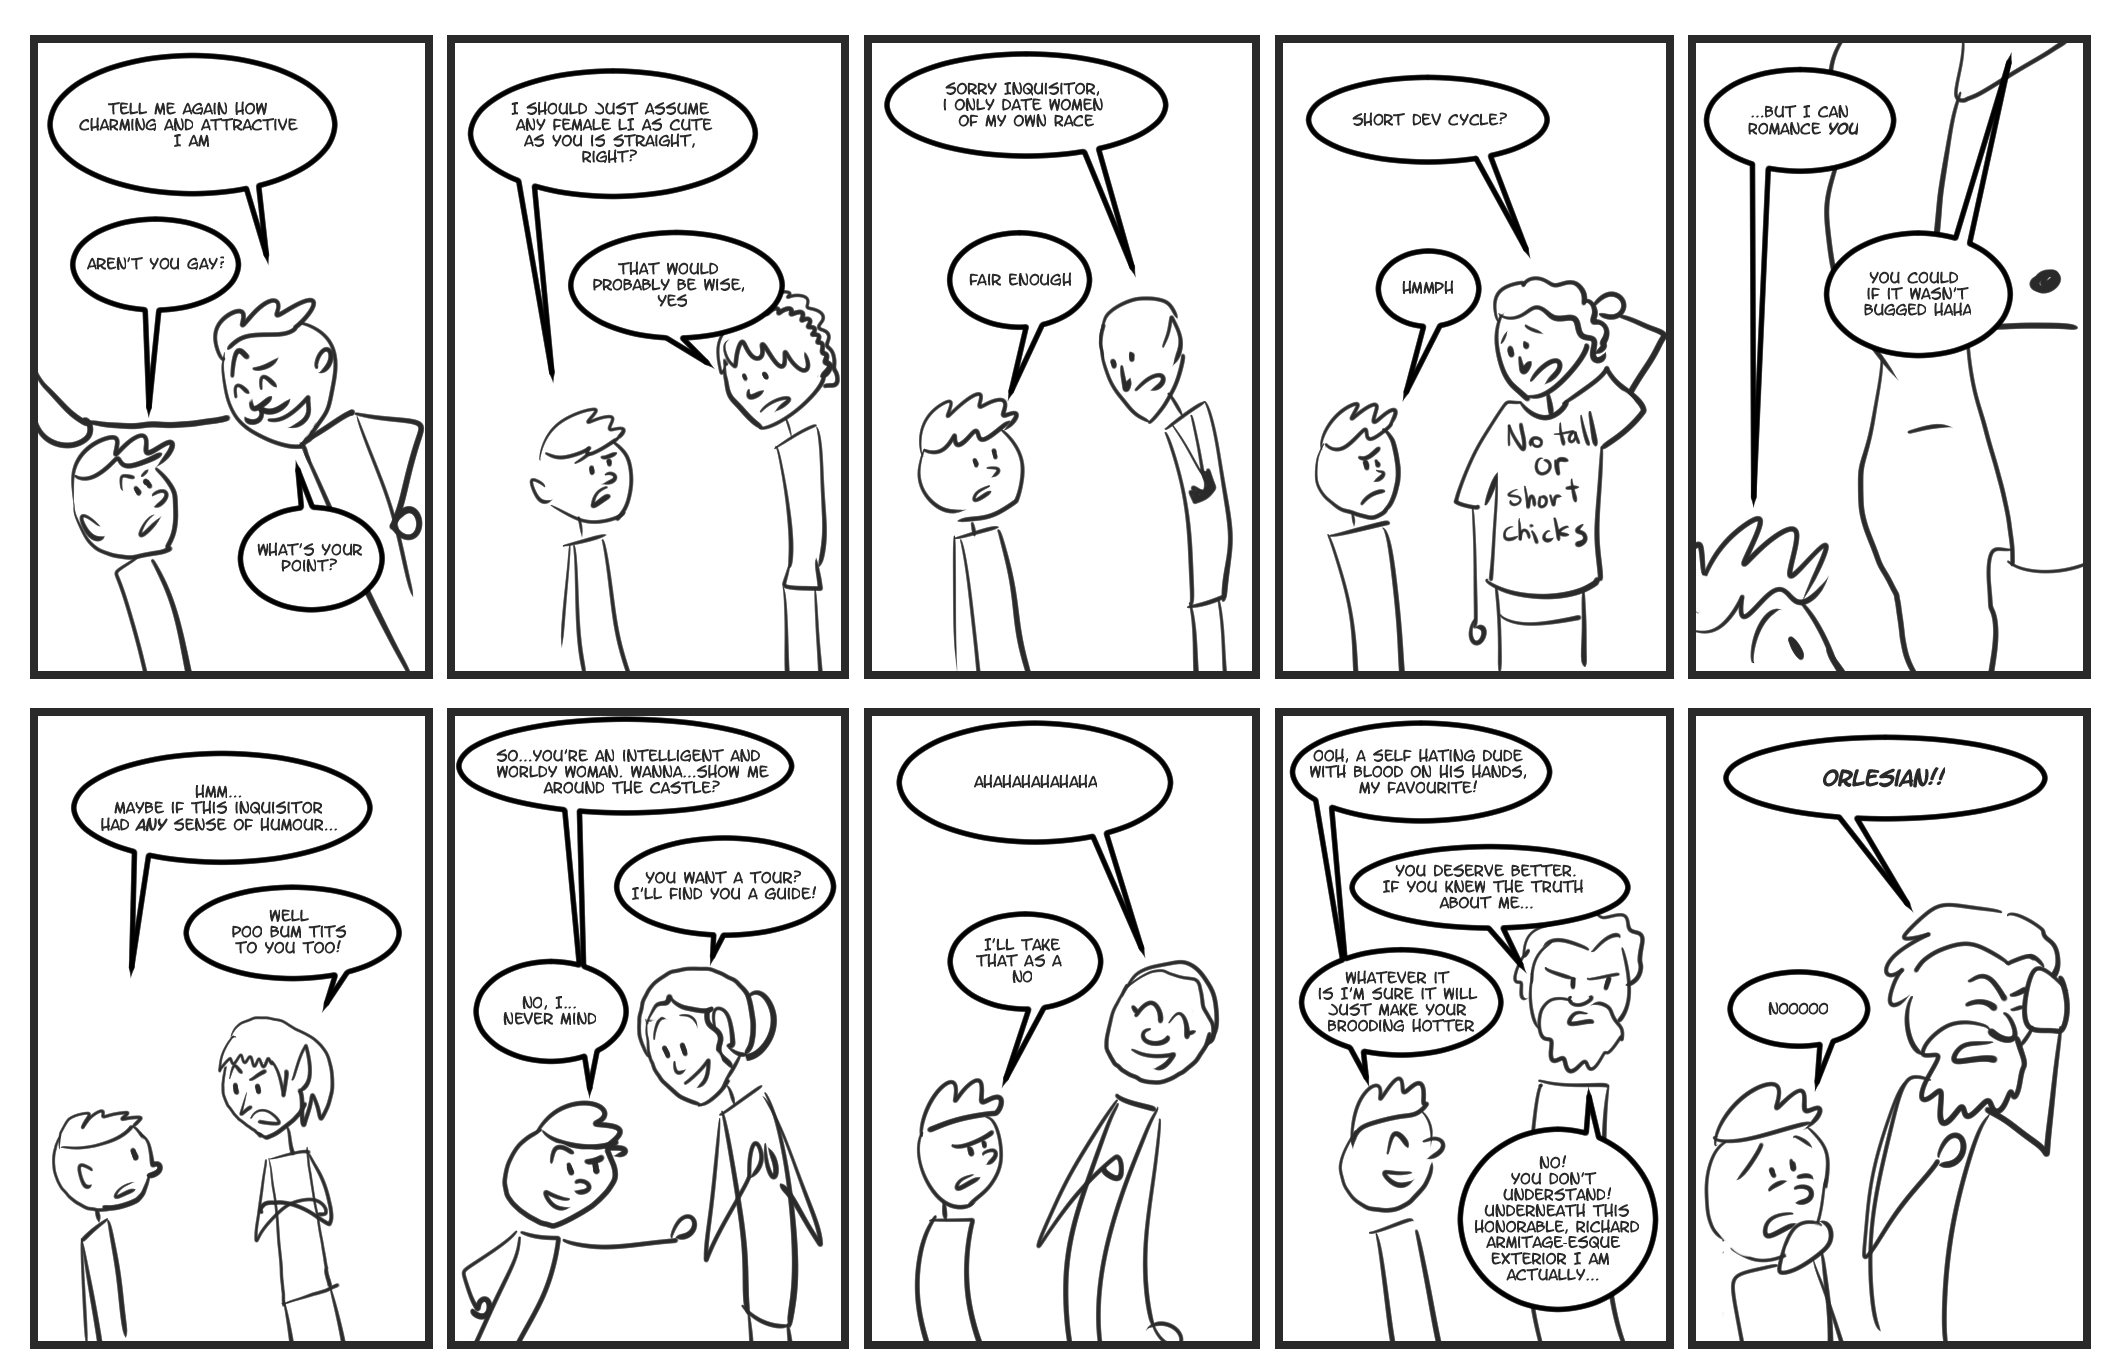 TELL ME AGAIN HOW
CHARMING AND ATTRACTIVE
I AM
AREN'T YOU GAY?
WHAT'S YOUR
POINT?
I SHOULD JUST ASSUME
ANY FEMALE LI AS CUTE
AS YOU IS STRAIGHT,
RIGHT?
THAT WOULD
PROBABLY BE WISE,
YES
SORRY INQUISITOR,
I ONLY DATE WOMEN
OF MY OWN RACE
FAIR ENOUGH
SHORT DEV CYCLE?
HMMPH
No tall
or
short
chicks
...BUT I CAN
ROMANCE YOU
YOU COULD
IF IT WASN'T
BUGGED HAHA
HMM...
MAYBE IF THIS INQUISITOR
HAD ANY SENSE OF HUMOUR...
WELL
POO BUM TITS
TO YOU TOO!
SO...YOU'RE AN INTELLIGENT AND
WORLDY WOMAN. WANNA...SHOW ME
AROUND THE CASTLE?
YOU WANT A TOUR?
I'LL FIND YOU A GUIDE!
NO, I...
NEVER MIND
AHAHAHAHAHAHA
I'LL TAKE
THAT AS A
NO
OOH, A SELF HATING DUDE
WITH BLOOD ON HIS HANDS,
MY FAVOURITE!
YOU DESERVE BETTER.
IF YOU KNEW THE TRUTH
ABOUT ME...
WHATEVER IT
IS I'M SURE IT WILL
JUST MAKE YOUR
BROODING HOTTER
NO!
YOU DON'T
UNDERSTAND!
UNDERNEATH THIS
HONORABLE, RICHARD
ARMITAGE-ESQUE
EXTERIOR I AM
ACTUALLY...
ORLESIAN!!
NOOOOO